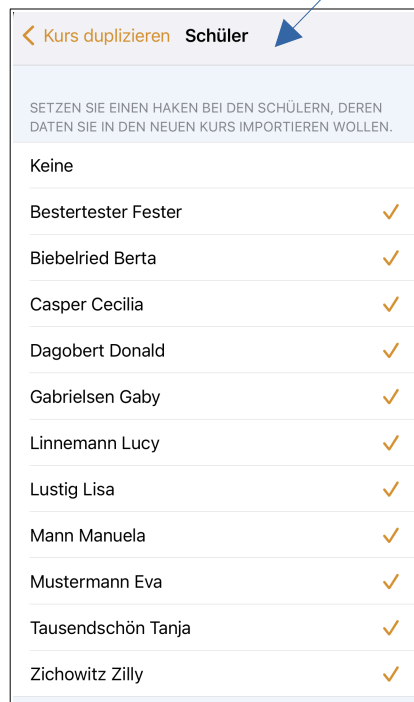 Kurs duplizieren Schüler
SETZEN SIE EINEN HAKEN BEI DEN SCHÜLERN, DEREN
DATEN SIE IN DEN NEUEN KURS IMPORTIEREN WOLLEN.
Keine
Bestertester Fester
Biebelried Berta
Casper Cecilia
Dagobert Donald
Gabrielsen Gaby
Linnemann Lucy
Lustig Lisa
Mann Manuela
Mustermann Eva
Tausendschön Tanja
Zichowitz Zilly